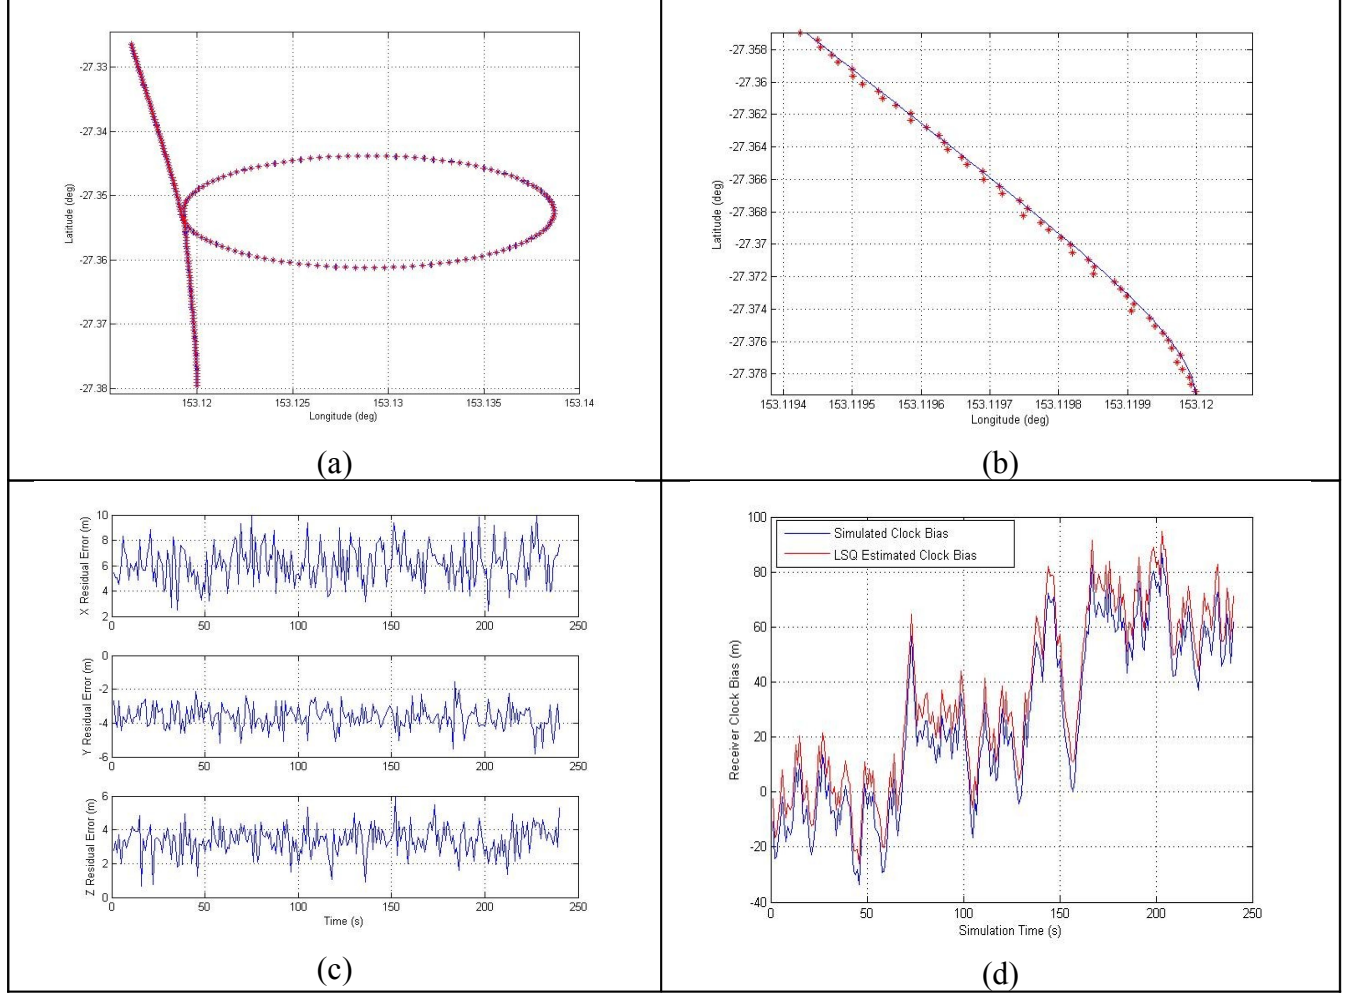 -27.33
-27.34
-27.35
-27.36
-27.37
-27.38
Latitude (deg)
153.12 153.125 153.13 153.135 153.14
Longitude (deg)
(a)
-27.358
-27.36
-27.362
-27.364
-27.366
-27.368
-27.37
-27.372
-27.374
-27.376
-27.378
Latitude (deg)
153.1194 153.1195 153.1196 153.1197 153.1198 153.1199 153.12
Longitude (deg)
(b)
X Residual Error (m)
10
8
6
4
2
0 50 100 150 200 250
Y Residual Error (m)
0
-2
-4
-6
0 50 100 150 200 250
Z Residual Error (m)
6
4
2
0
0 50 100 150 200 250
Time (s)
(c)
Simulated Clock Bias
LSQ Estimated Clock Bias
Receiver Clock Bias (m)
100
80
60
40
20
0
-20
-40
0 50 100 150 200 250
Simulation Time (s)
(d)